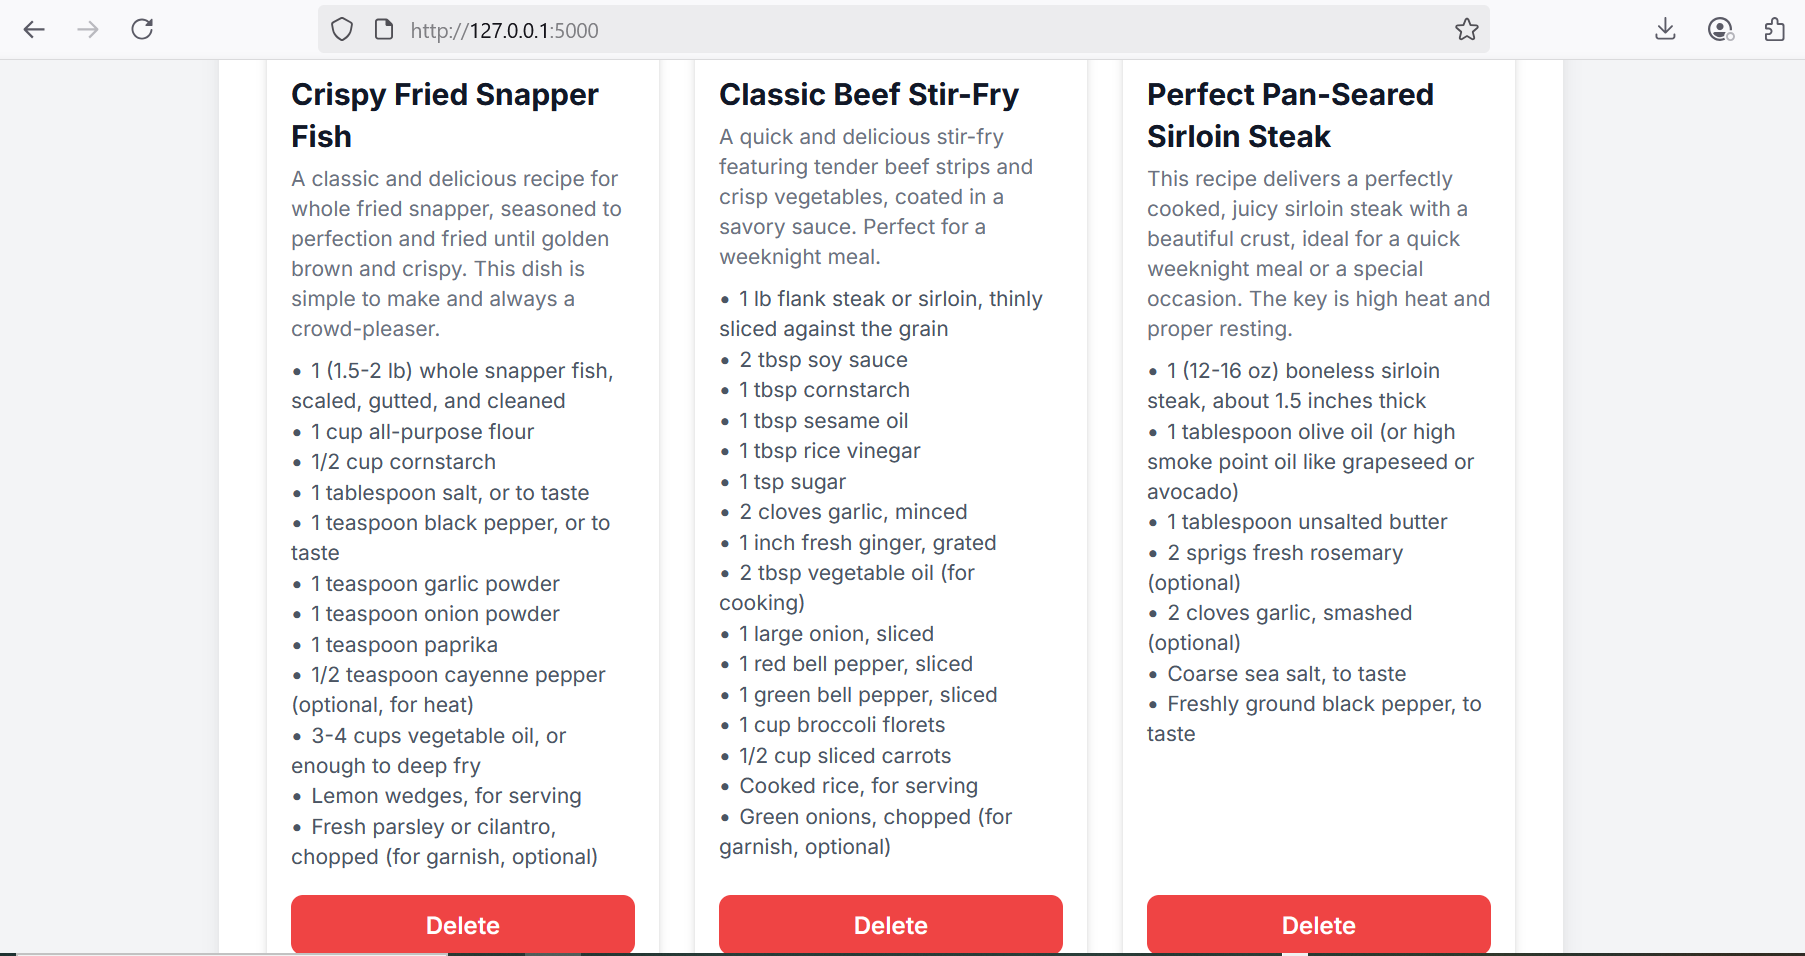 http://127.0.0.1:5000
Crispy Fried Snapper
Fish
A classic and delicious recipe for
whole fried snapper, seasoned to
perfection and fried until golden
brown and crispy. This dish is
simple to make and always a
crowd-pleaser.
• 1 (1.5-2 lb) whole snapper fish,
scaled, gutted, and cleaned
• 1 cup all-purpose flour
• 1/2 cup cornstarch
• 1 tablespoon salt, or to taste
• 1 teaspoon black pepper, or to
taste
• 1 teaspoon garlic powder
• 1 teaspoon onion powder
• 1 teaspoon paprika
• 1/2 teaspoon cayenne pepper
(optional, for heat)
• 3-4 cups vegetable oil, or
enough to deep fry
• Lemon wedges, for serving
• Fresh parsley or cilantro,
chopped (for garnish, optional)
Delete
Classic Beef Stir-Fry
A quick and delicious stir-fry
featuring tender beef strips and
crisp vegetables, coated in a
savory sauce. Perfect for a
weeknight meal.
• 1 lb flank steak or sirloin, thinly
sliced against the grain
• 2 tbsp soy sauce
• 1 tbsp cornstarch
• 1 tbsp sesame oil
• 1 tbsp rice vinegar
• 1 tsp sugar
• 2 cloves garlic, minced
• 1 inch fresh ginger, grated
• 2 tbsp vegetable oil (for
cooking)
• 1 large onion, sliced
• 1 red bell pepper, sliced
• 1 green bell pepper, sliced
• 1 cup broccoli florets
• 1/2 cup sliced carrots
• Cooked rice, for serving
• Green onions, chopped (for
garnish, optional)
Delete
Perfect Pan-Seared
Sirloin Steak
This recipe delivers a perfectly
cooked, juicy sirloin steak with a
beautiful crust, ideal for a quick
weeknight meal or a special
occasion. The key is high heat and
proper resting.
• 1 (12-16 oz) boneless sirloin
steak, about 1.5 inches thick
• 1 tablespoon olive oil (or high
smoke point oil like grapeseed or
avocado)
• 1 tablespoon unsalted butter
• 2 sprigs fresh rosemary
(optional)
• 2 cloves garlic, smashed
(optional)
• Coarse sea salt, to taste
• Freshly ground black pepper, to
taste
Delete